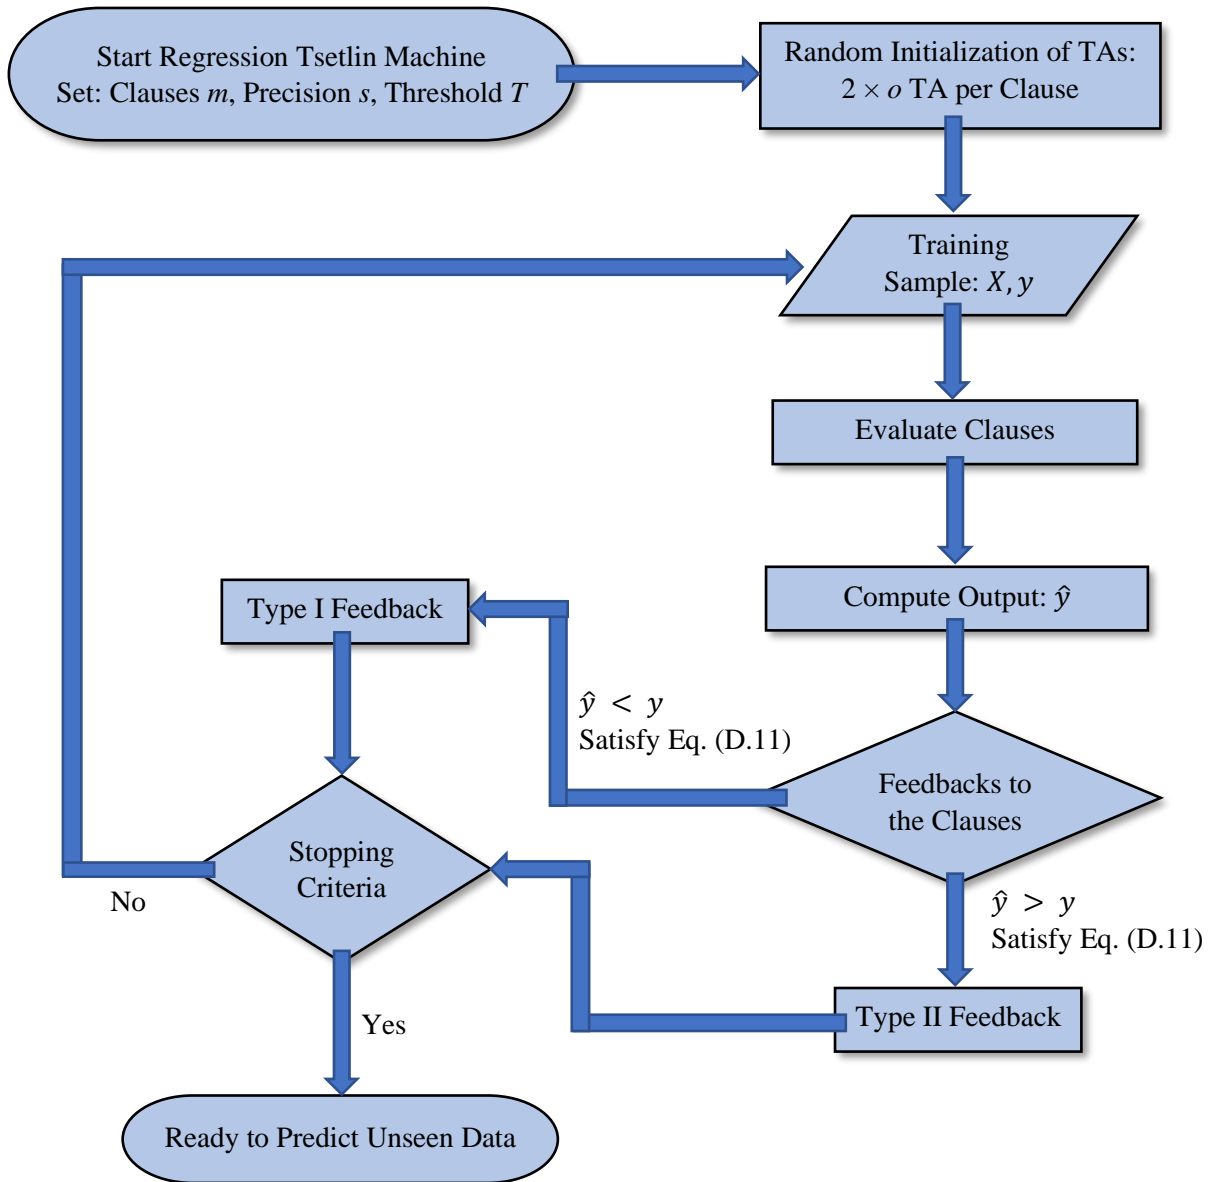 Start Regression Tsetlin Machine
Set: Clauses m, Precision s, Threshold T
Random Initialization of TAs:
2 × o TA per Clause
Training
Sample: X, y
Evaluate Clauses
Compute Output: ŷ
Type I Feedback
ŷ < y
Satisfy Eq. (D.11)
Feedbacks to
the Clauses
Stopping
Criteria
No
ŷ > y
Satisfy Eq. (D.11)
Type II Feedback
Yes
Ready to Predict Unseen Data